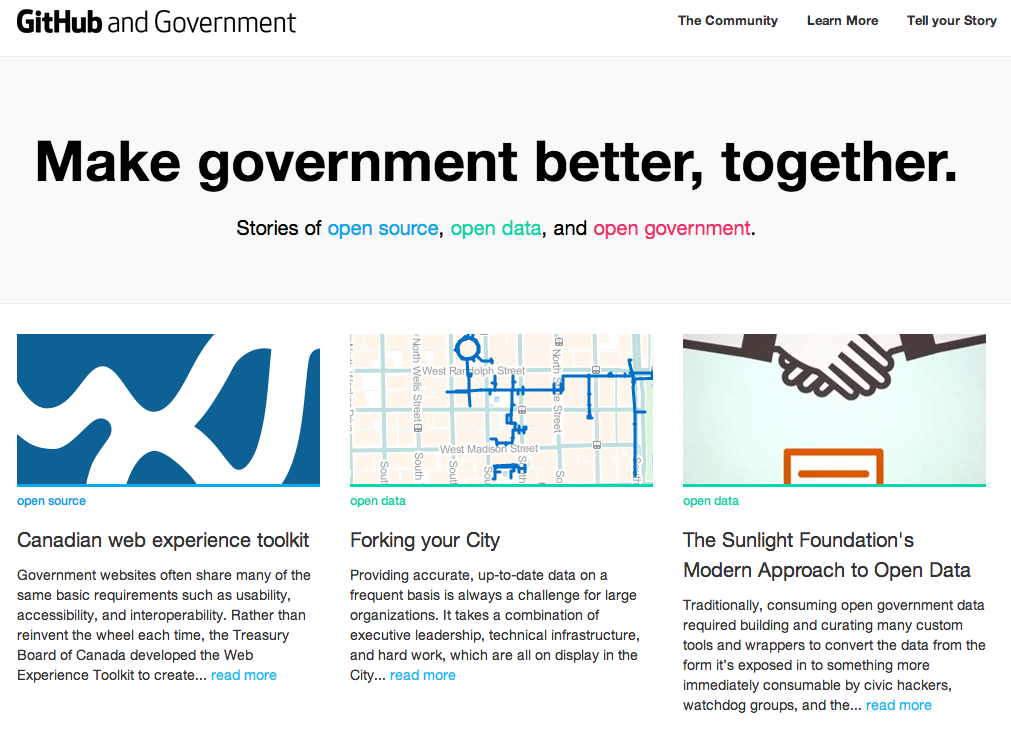 GitHub and Government
The Community Learn More Tell your Story
Make government better, together.
Stories of open source, open data, and open government.
open source
Canadian web experience toolkit
Government websites often share many of the
same basic requirements such as usability,
accessibility, and interoperability. Rather than
reinvent the wheel each time, the Treasury
Board of Canada developed the Web
Experience Toolkit to create... read more
North Wells Street
West Randolph Street
West Madison Street
South
South
South
open data
Forking your City
Providing accurate, up-to-date data on a
frequent basis is always a challenge for large
organizations. It takes a combination of
executive leadership, technical infrastructure,
and hard work, which are all on display in the
City... read more
open data
The Sunlight Foundation's
Modern Approach to Open Data
Traditionally, consuming open government data
required building and curating many custom
tools and wrappers to convert the data from the
form it's exposed in to something more
immediately consumable by civic hackers,
watchdog groups, and the... read more